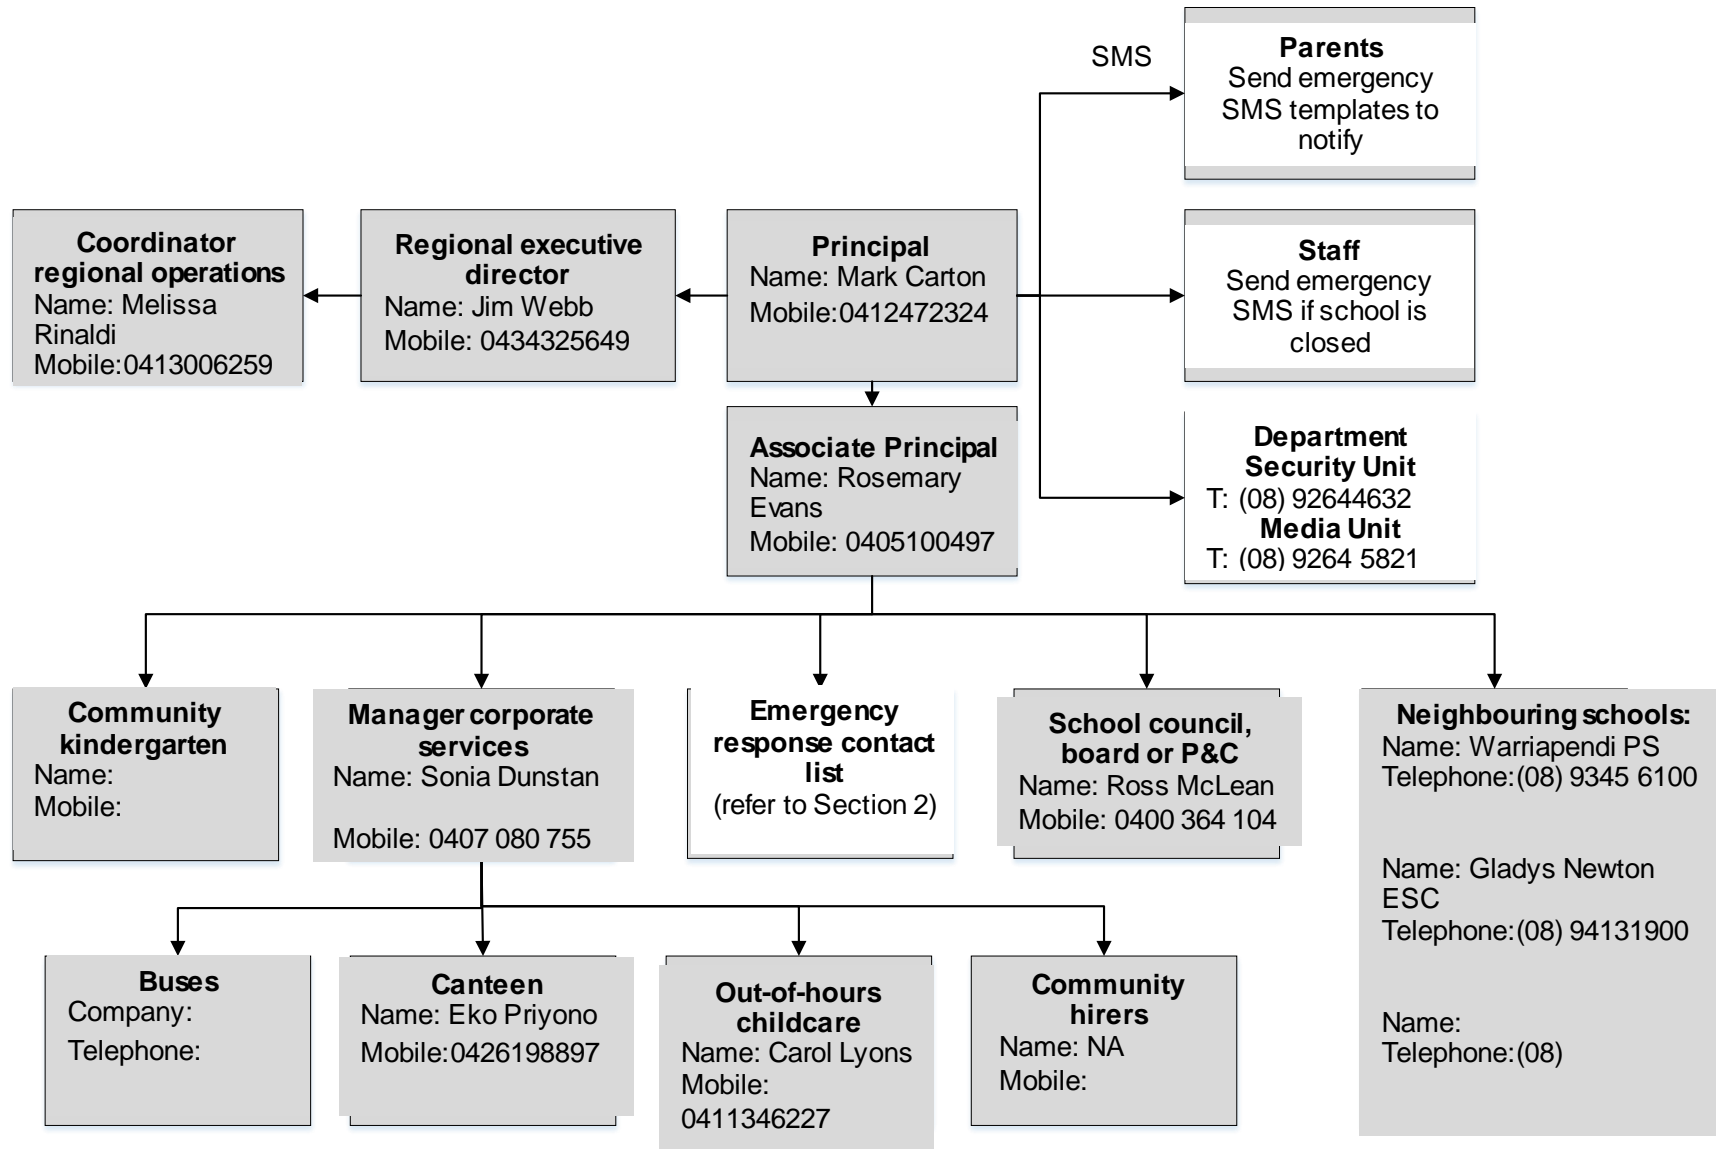 SMS
Parents
Send emergency
SMS templates to
notify
Coordinator
regional operations
Name: Melissa
Rinaldi
Mobile:0413006259
Regional executive
director
Name: Jim Webb
Mobile: 0434325649
Principal
Name: Mark Carton
Mobile:0412472324
Staff
Send emergency
SMS if school is
closed
Associate Principal
Name: Rosemary
Evans
Mobile: 0405100497
Department
Security Unit
T: (08) 92644632
Media Unit
T: (08) 9264 5821
Community
kindergarten
Name:
Mobile:
Manager corporate
services
Name: Sonia Dunstan
Mobile: 0407 080 755
Emergency
response contact
list
(refer to Section 2)
School council,
board or P&C
Name: Ross McLean
Mobile: 0400 364 104
Neighbouring schools:
Name: Warriapendi PS
Telephone:(08) 9345 6100
Name: Gladys Newton
ESC
Telephone:(08) 94131900
Name:
Telephone:(08)
Buses
Company:
Telephone:
Canteen
Name: Eko Priyono
Mobile:0426198897
Out-of-hours
childcare
Name: Carol Lyons
Mobile:
0411346227
Community
hirers
Name: NA
Mobile: